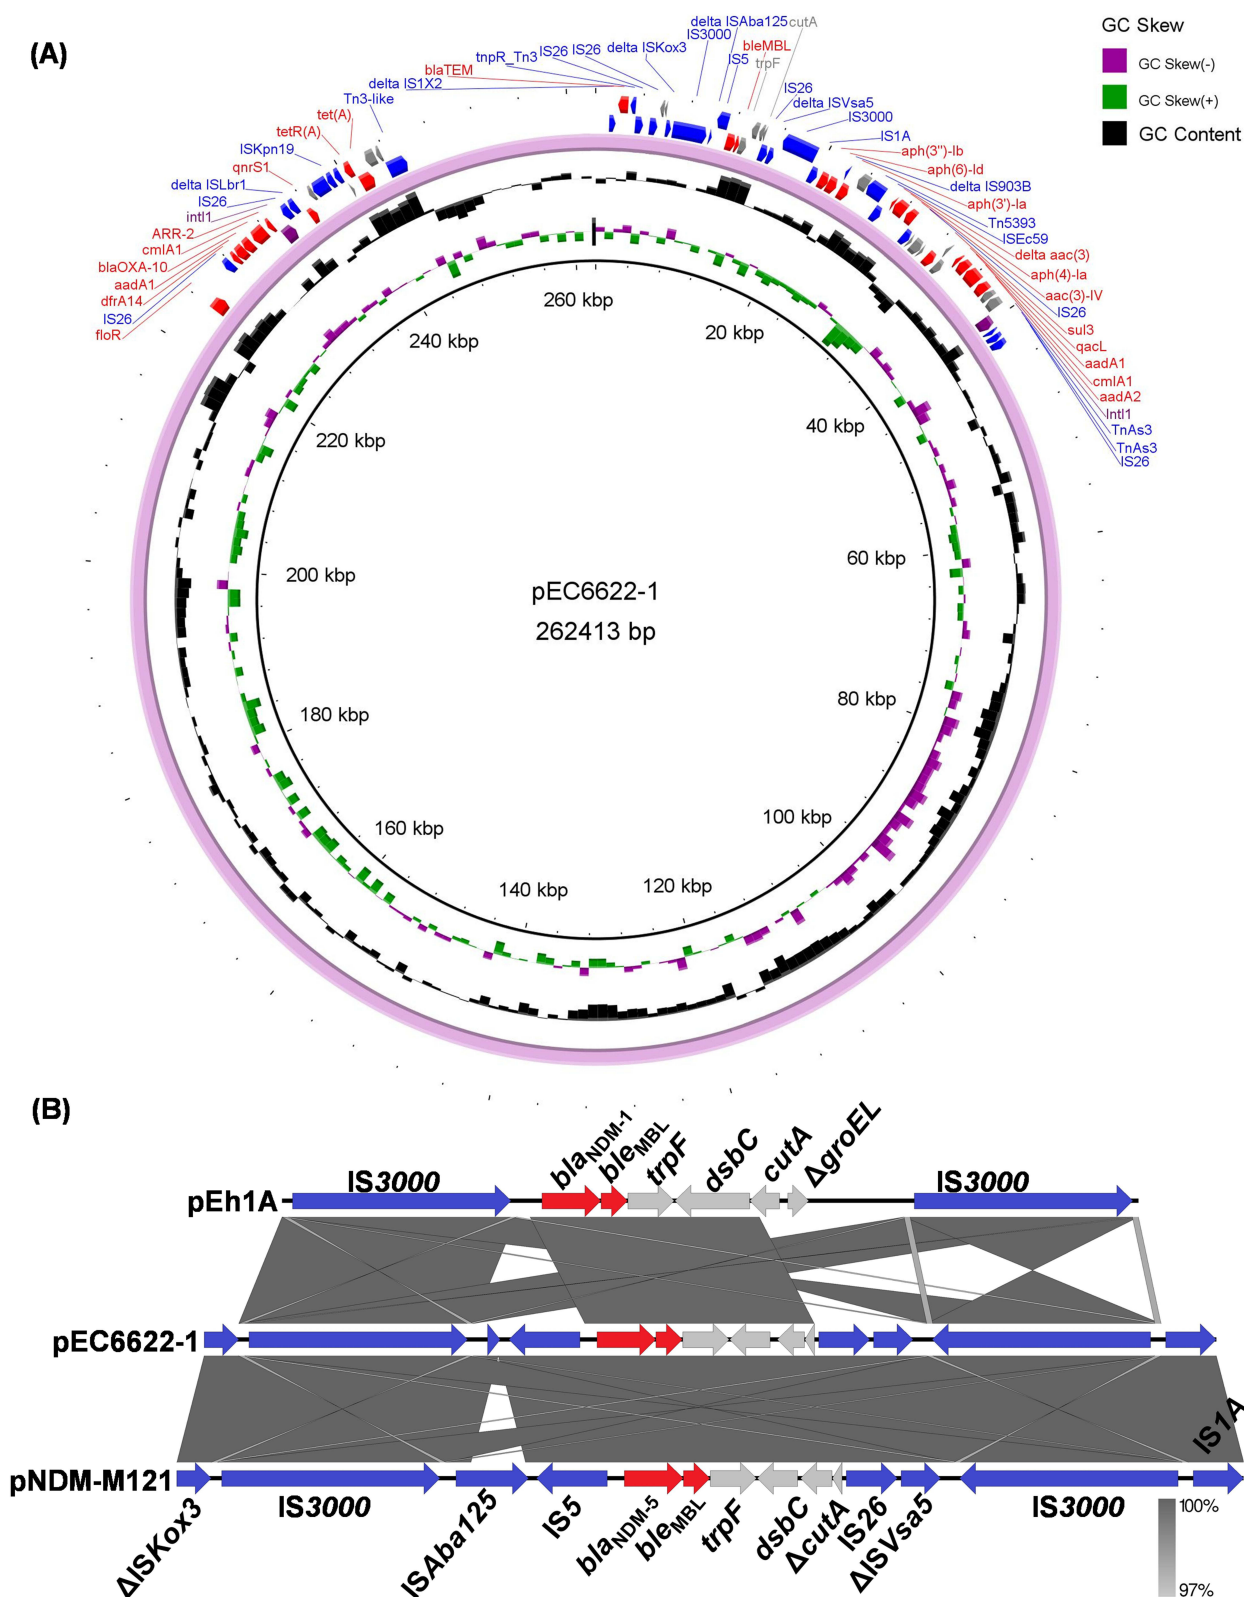 (A)
GC Skew
GC Skew(-)
GC Skew(+)
GC Content
floR
IS26
dfrA14
aadA1
blaOXA-10
cmlA1
ARR-2
intI1
IS26
delta ISLbr1
qnrS1
ISKpn19
tetR(A)
tet(A)
Tn3-like
delta IS1X2
blaTEM
tnpR_Tn3
IS26
IS26
delta ISKox3
IS3000
delta ISAba125
IS5
bleMBL
trpF
cutA
IS26
delta ISVsa5
IS3000
IS1A
aph(3'')-Ib
aph(6)-Id
delta IS903B
aph(3')-Ia
Tn5393
ISEc59
delta aac(3)
aph(4)-Ia
aac(3)-IV
IS26
sul3
qacL
aadA1
cmlA1
aadA2
IntI1
TnAs3
TnAs3
IS26
260 kbp
20 kbp
40 kbp
60 kbp
80 kbp
100 kbp
120 kbp
140 kbp
160 kbp
180 kbp
200 kbp
220 kbp
240 kbp
pEC6622-1
262413 bp
(B)
pEh1A
IS3000
blaNDM-1
bleMBL
trpF
dsbC
cutA
ΔgroEL
IS3000
pEC6622-1
pNDM-M121
ΔISKox3
IS3000
ISAba125
IS5
blaNDM-5
bleMBL
trpF
dsbC
ΔcutA
IS26
ΔISVsa5
IS3000
IS1A
100%
97%